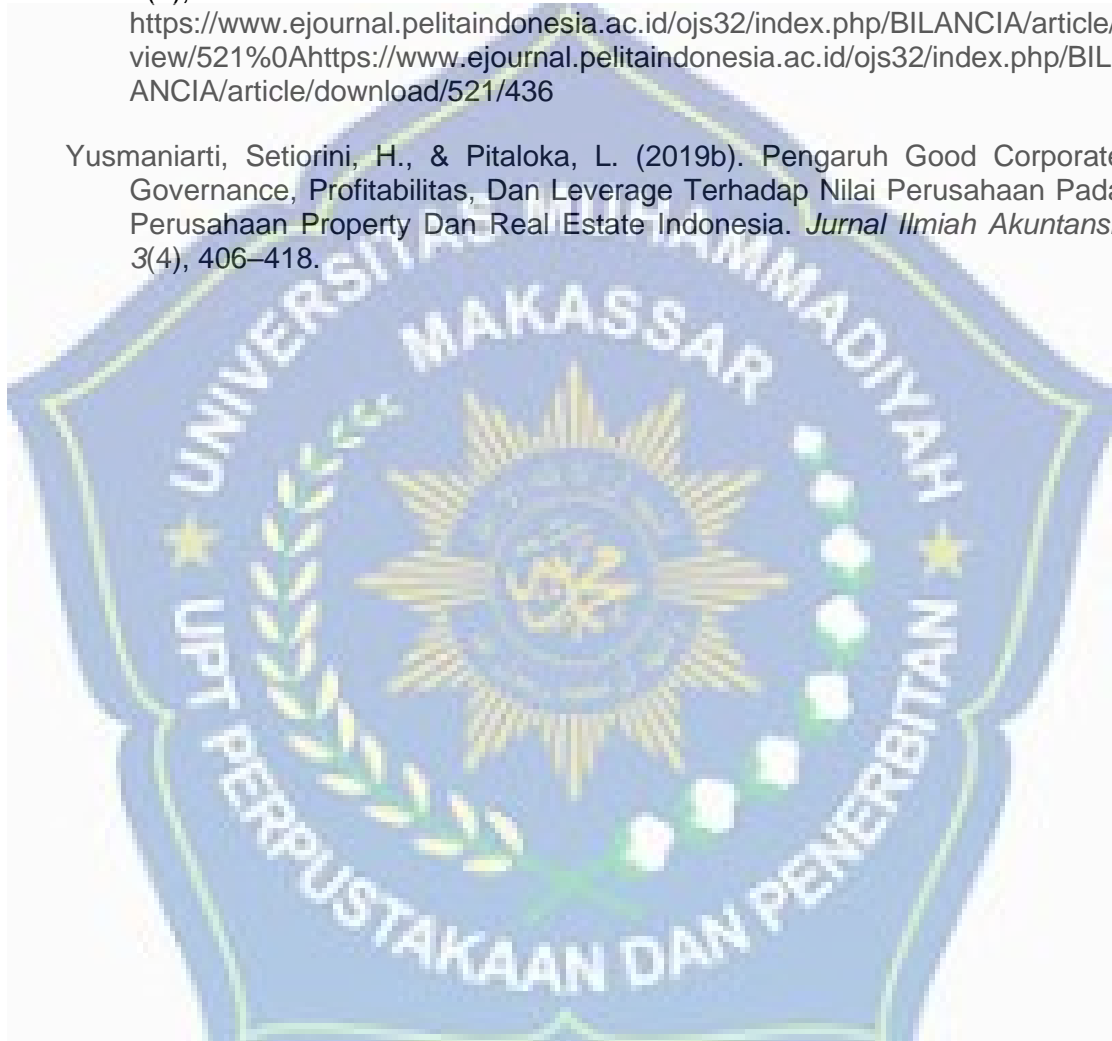 https://www.ejournal.pelitaindonesia.ac.id/ojs32/index.php/BILANCIA/article/
view/521%0Ahttps://www.ejournal.pelitaindonesia.ac.id/ojs32/index.php/BIL
ANCIA/article/download/521/436
Yusmaniarti, Setiorini, H., & Pitaloka, L. (2019b). Pengaruh Good Corporate
Governance, Profitabilitas, Dan Leverage Terhadap Nilai Perusahaan Pada
Perusahaan Property Dan Real Estate Indonesia. Jurnal Ilmiah Akuntansi
3(4), 406–418.
UNIVERSITAS MUHAMMADIYAH
MAKASSAR
UPT PERPUSTAKAAN DAN PENERBITAN